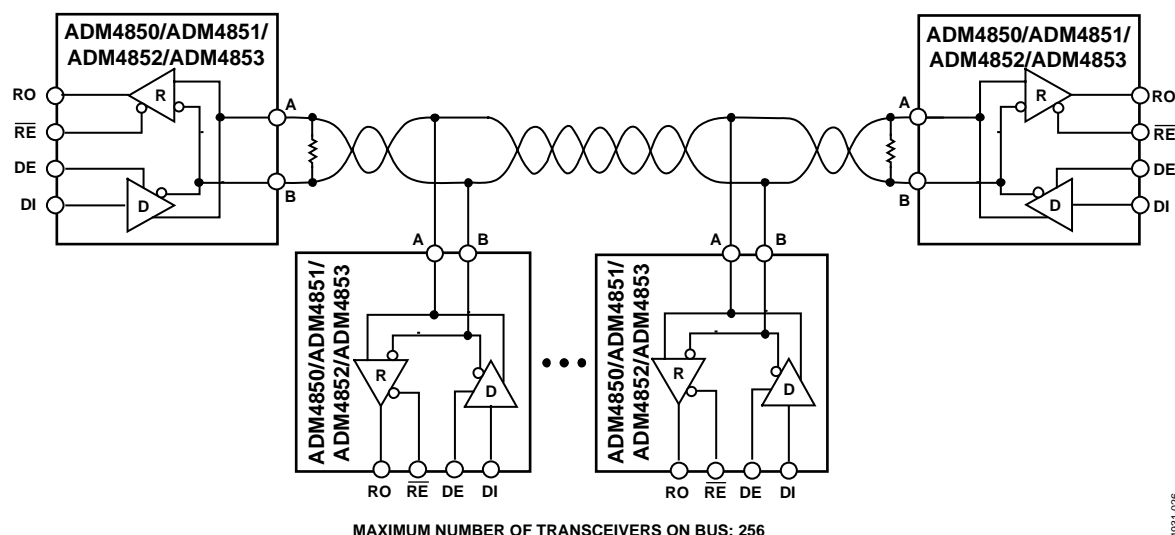 ADM4850/ADM4851/
ADM4852/ADM4853
RO
RE
DE
DI
R
D
A
B
ADM4850/ADM4851/
ADM4852/ADM4853
A
B
R
D
RO
RE
DE
DI
A
B
ADM4850/ADM4851/
ADM4852/ADM4853
R
D
RO
RE
DE
DI
A
B
ADM4850/ADM4851/
ADM4852/ADM4853
R
D
RO
RE
DE
DI
MAXIMUM NUMBER OF TRANSCEIVERS ON BUS: 256